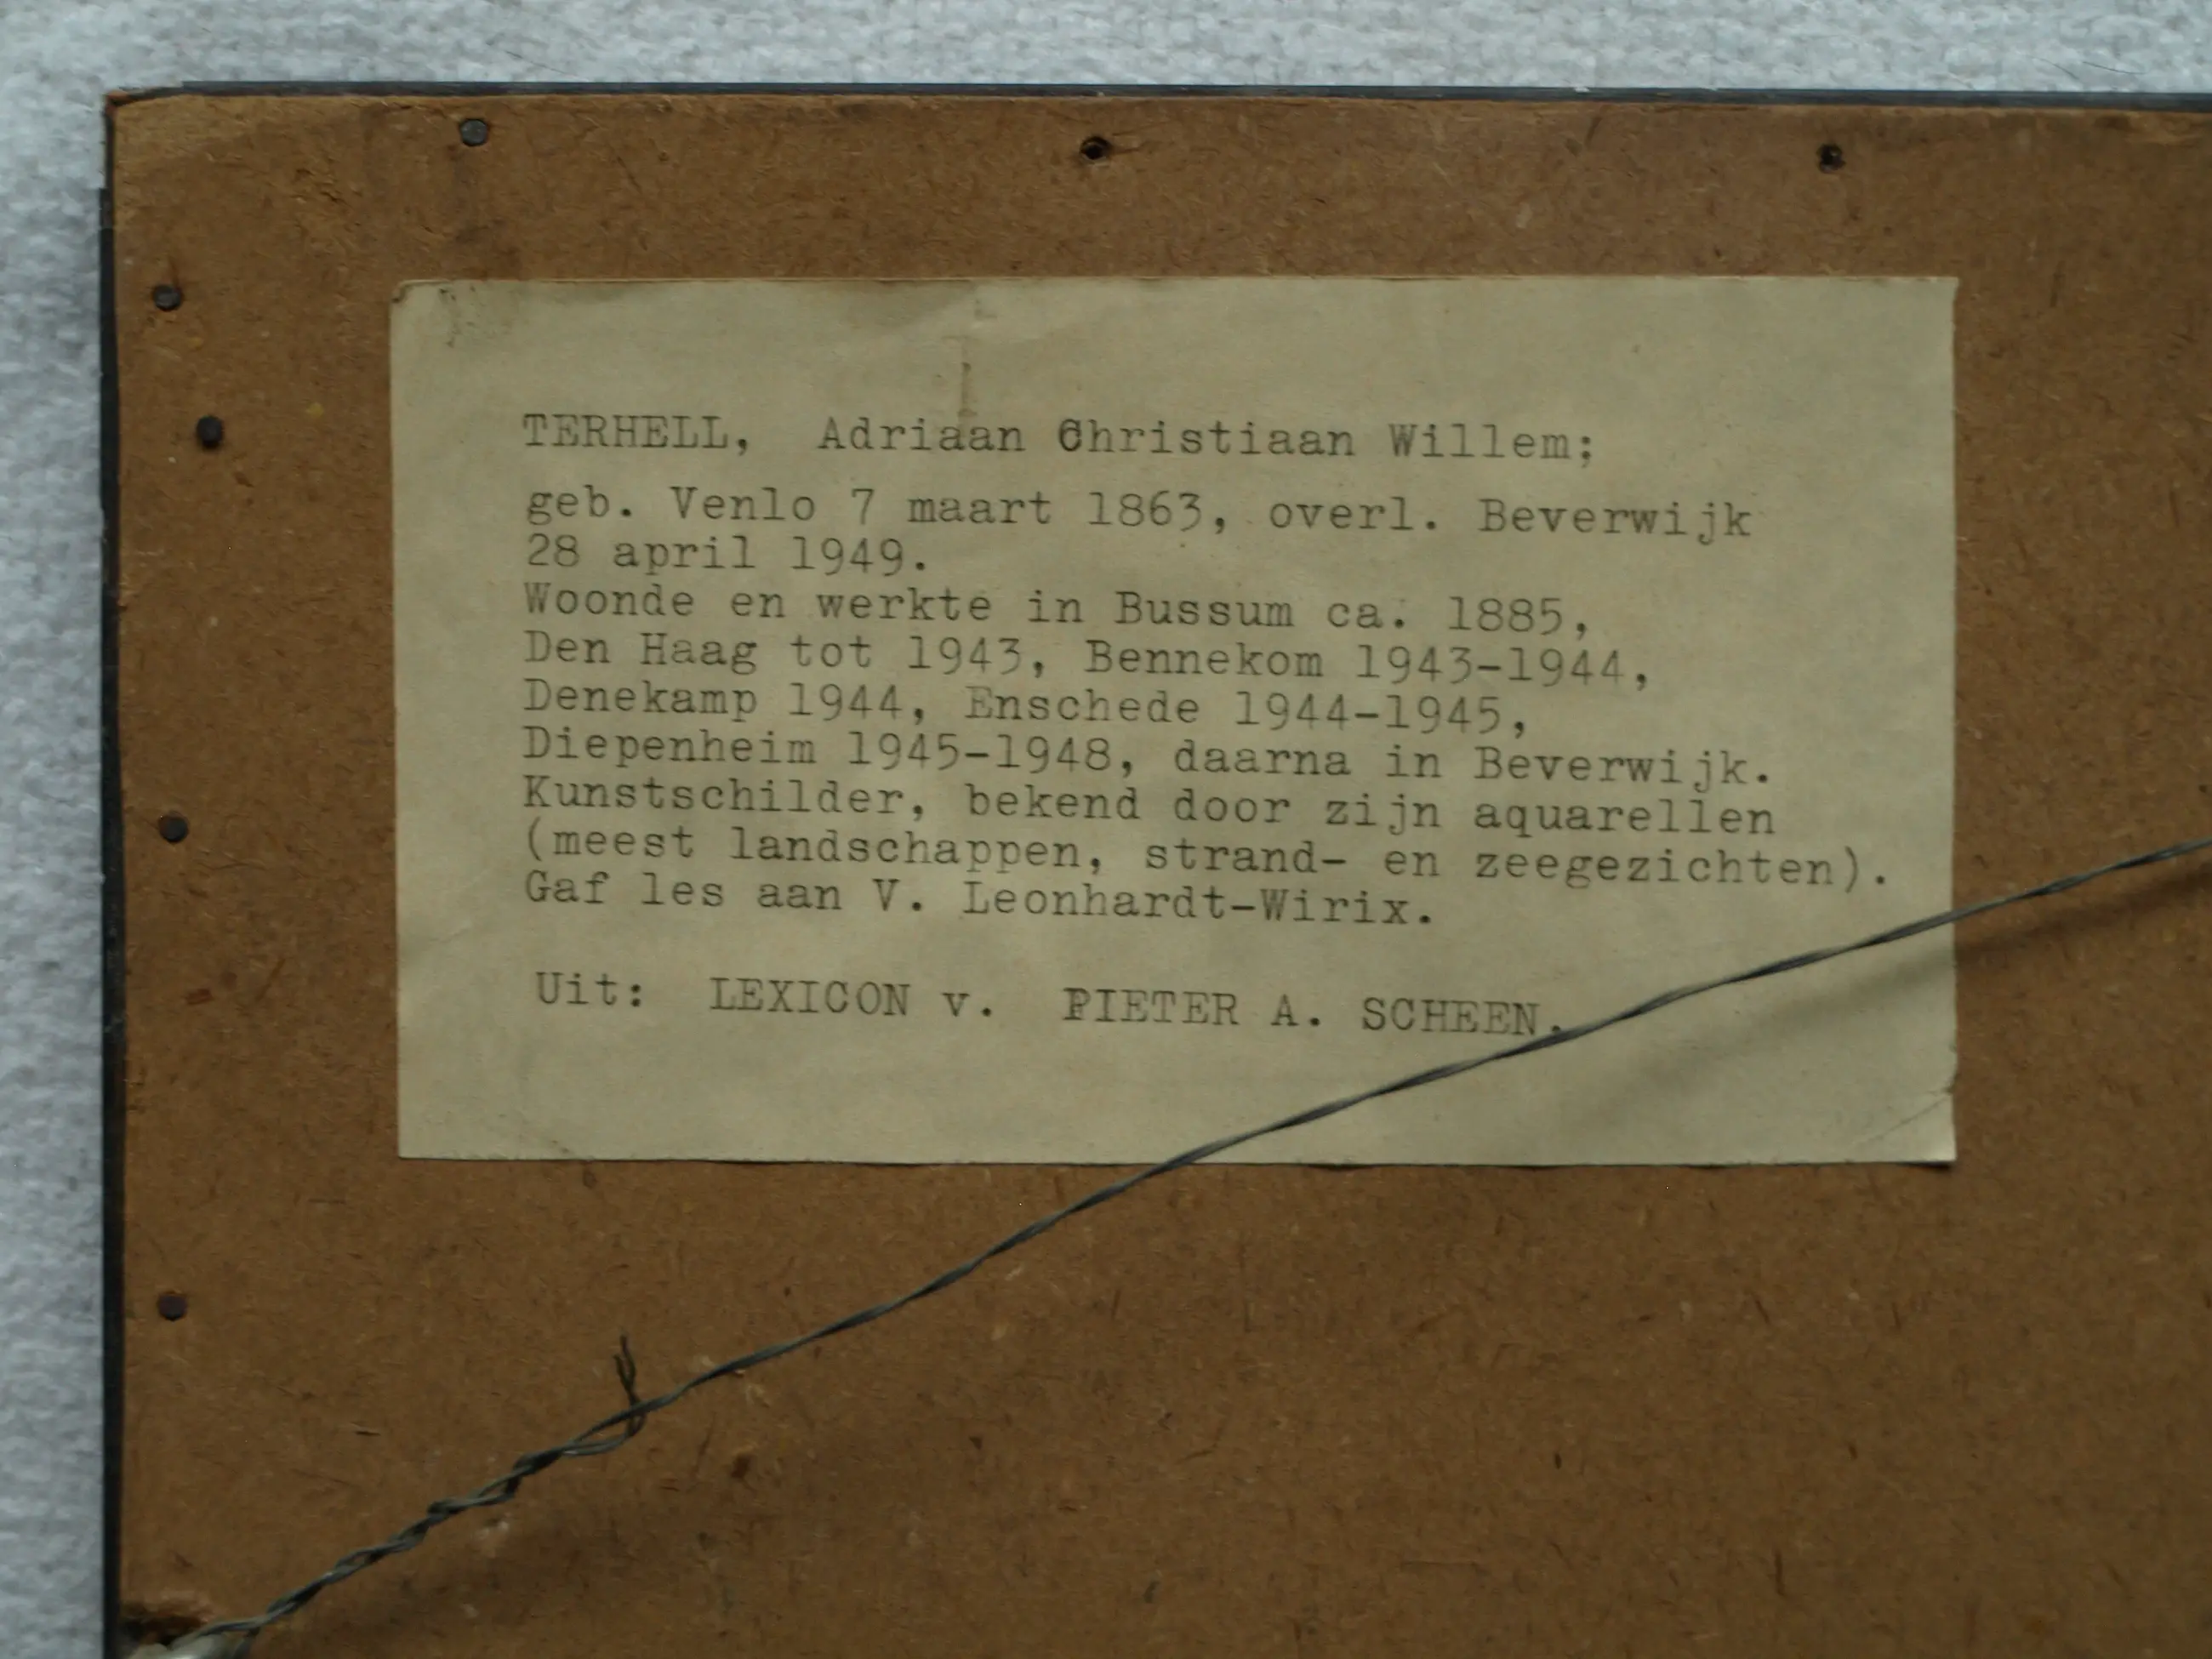 TERHELL, Adriaan Christiaan Willem;
geb. Venlo 7 maart 1863, overl. Beverwijk
28 april 1949.
Woonde en werkte in Bussum ca. 1885,
Den Haag tot 1943, Bennekom 1943-1944,
Denekamp 1944, Enschede 1944-1945,
Diepenheim 1945-1948, daarna in Beverwijk.
Kunstschilder, bekend door zijn aquarellen
(meest landschappen, strand- en zeegezichten).
Gaf les aan V. Leonhardt-Wirix.
Uit: LEXICON v. PIETER A. SCHEEN.